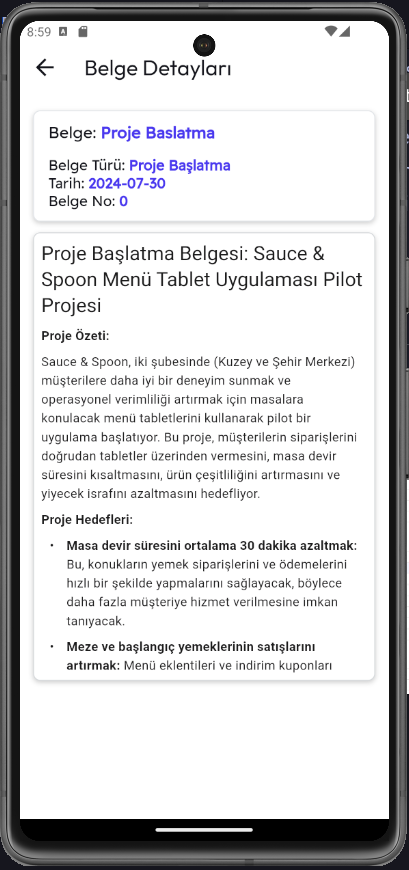 8:59
Belge Detayları
Belge: Proje Baslatma
Belge Türü: Proje Başlatma
Tarih: 2024-07-30
Belge No: 0
Proje Başlatma Belgesi: Sauce &
Spoon Menü Tablet Uygulaması Pilot
Projesi
Proje Özeti:
Sauce & Spoon, iki şubesinde (Kuzey ve Şehir Merkezi)
müşterilere daha iyi bir deneyim sunmak ve
operasyonel verimliliği artırmak için masalara
konulacak menü tabletlerini kullanarak pilot bir
uygulama başlatıyor. Bu proje, müşterilerin siparişlerini
doğrudan tabletler üzerinden vermesini, masa devir
süresini kısaltmasını, ürün çeşitliliğini artırmasını ve
yiyecek israfını azaltmasını hedefliyor.
Proje Hedefleri:
• Masa devir süresini ortalama 30 dakika azaltmak:
Bu, konukların yemek siparişlerini ve ödemelerini
hızlı bir şekilde yapmalarını sağlayacak, böylece
daha fazla müşteriye hizmet verilmesine imkan
tanıyacak.
• Meze ve başlangıç yemeklerinin satışlarını
artırmak: Menü eklentileri ve indirim kuponları